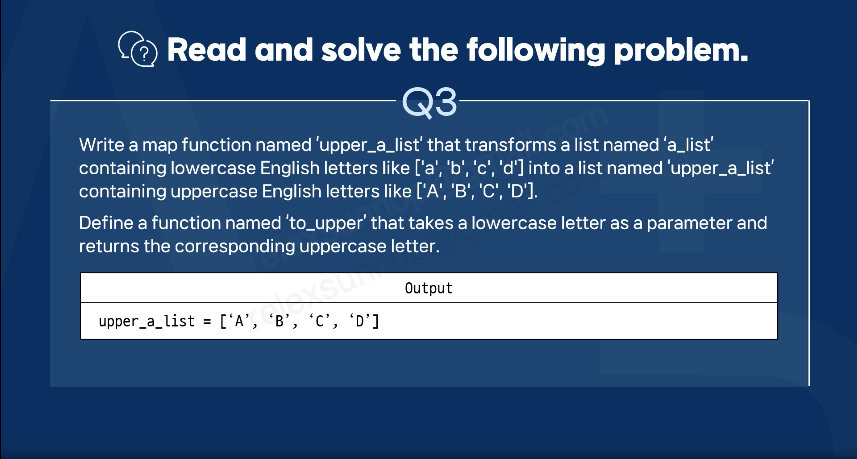 Read and solve the following problem.
Q3
Write a map function named 'upper_a_list' that transforms a list named 'a_list'
containing lowercase English letters like ['a', 'b', 'c', 'd'] into a list named 'upper_a_list'
containing uppercase English letters like ['A', 'B', 'C', 'D'].
Define a function named 'to_upper' that takes a lowercase letter as a parameter and
returns the corresponding uppercase letter.
Output
upper_a_list = [‘A’, ‘B’, ‘C’, ‘D’]